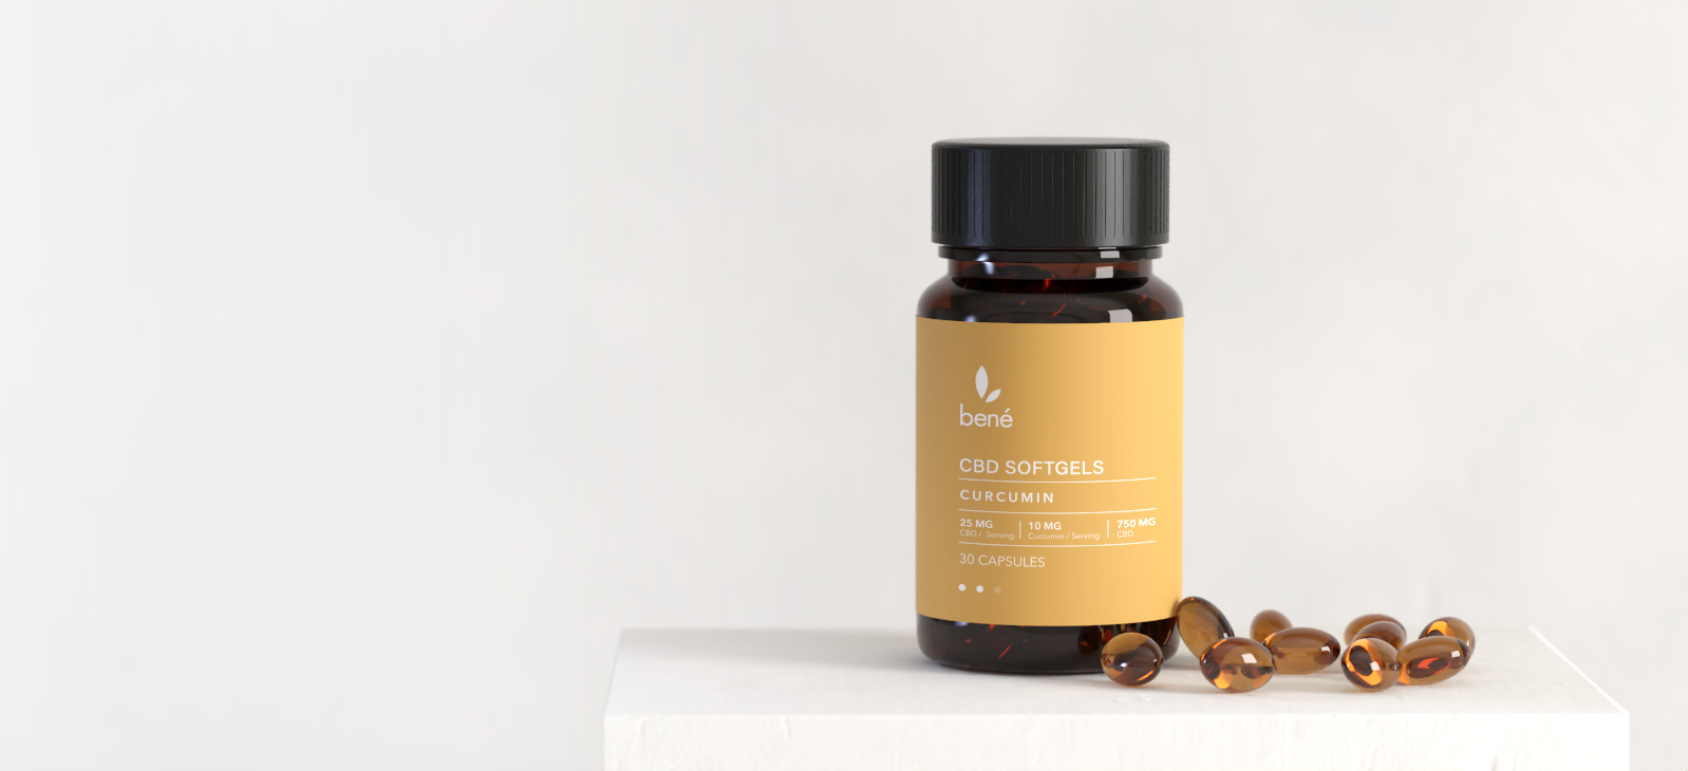 bené
CBD SOFTGELS
CURCUMIN
25 MG
CBD / Serving
10 MG
Curcumin / Serving
750 MG
CBD
30 CAPSULES